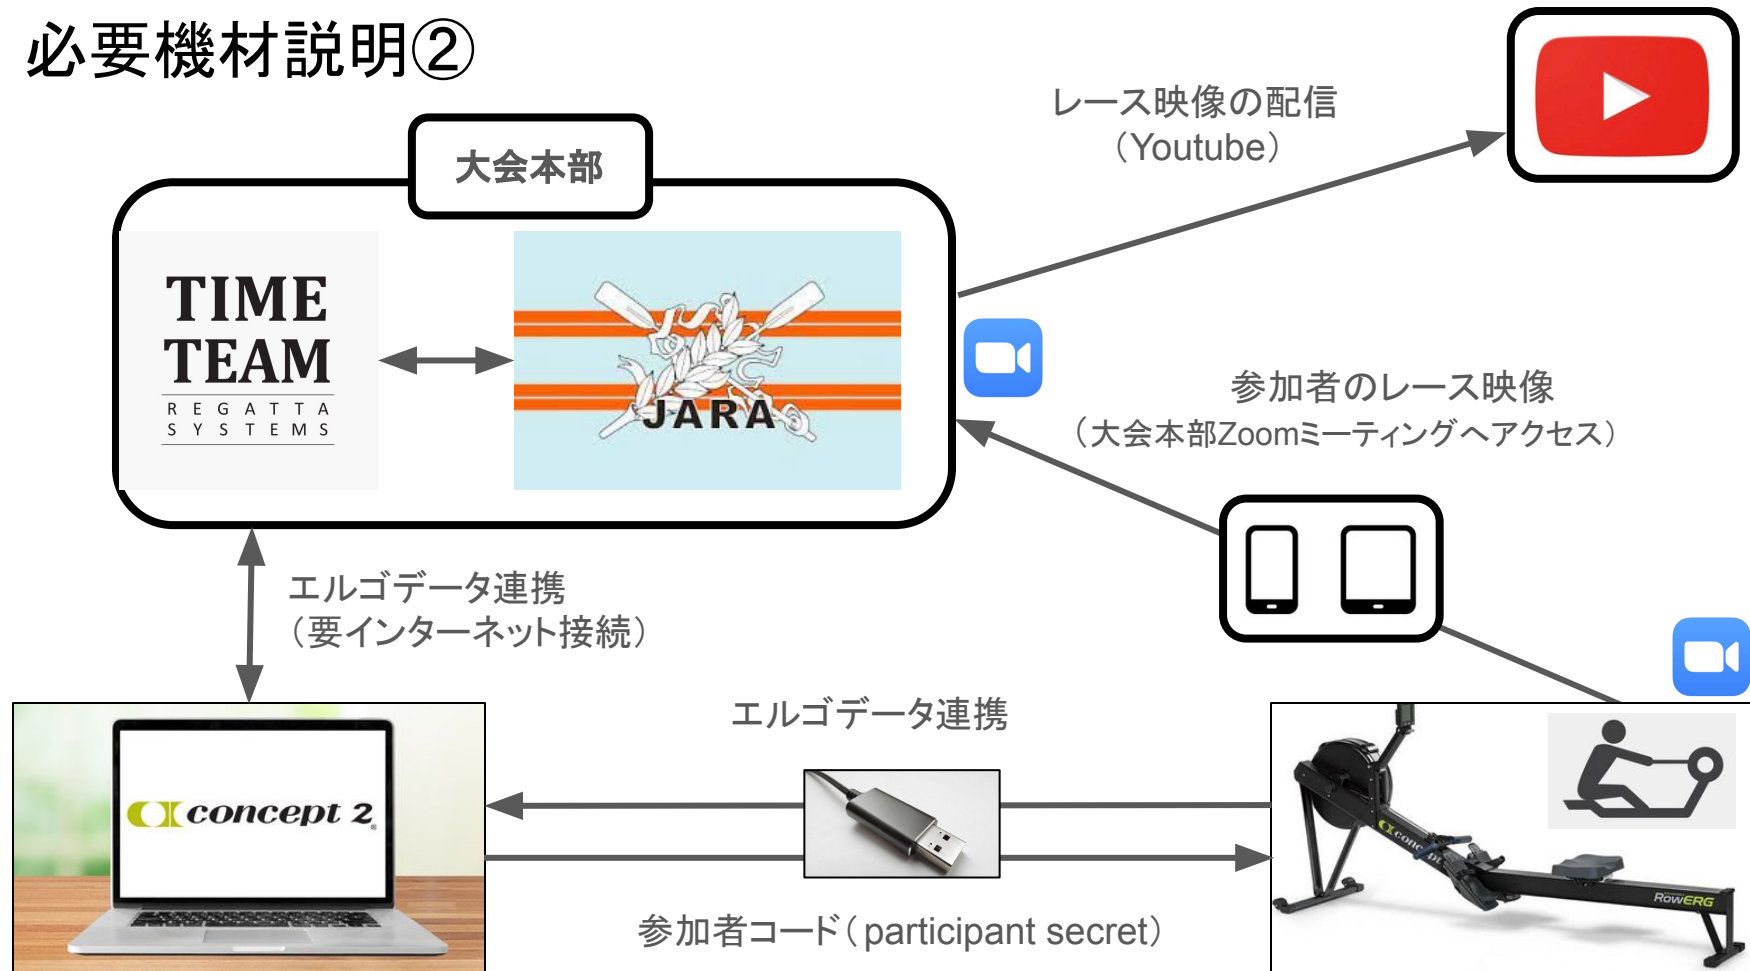 必要機材説明②
レース映像の配信
（Youtube）
大会本部
TIME
TEAM
REGATTA
SYSTEMS
JARA
参加者のレース映像
（大会本部Zoomミーティングへアクセス）
エルゴデータ連携
（要インターネット接続）
エルゴデータ連携
concept 2
concept
RowERG
参加者コード（participant secret）